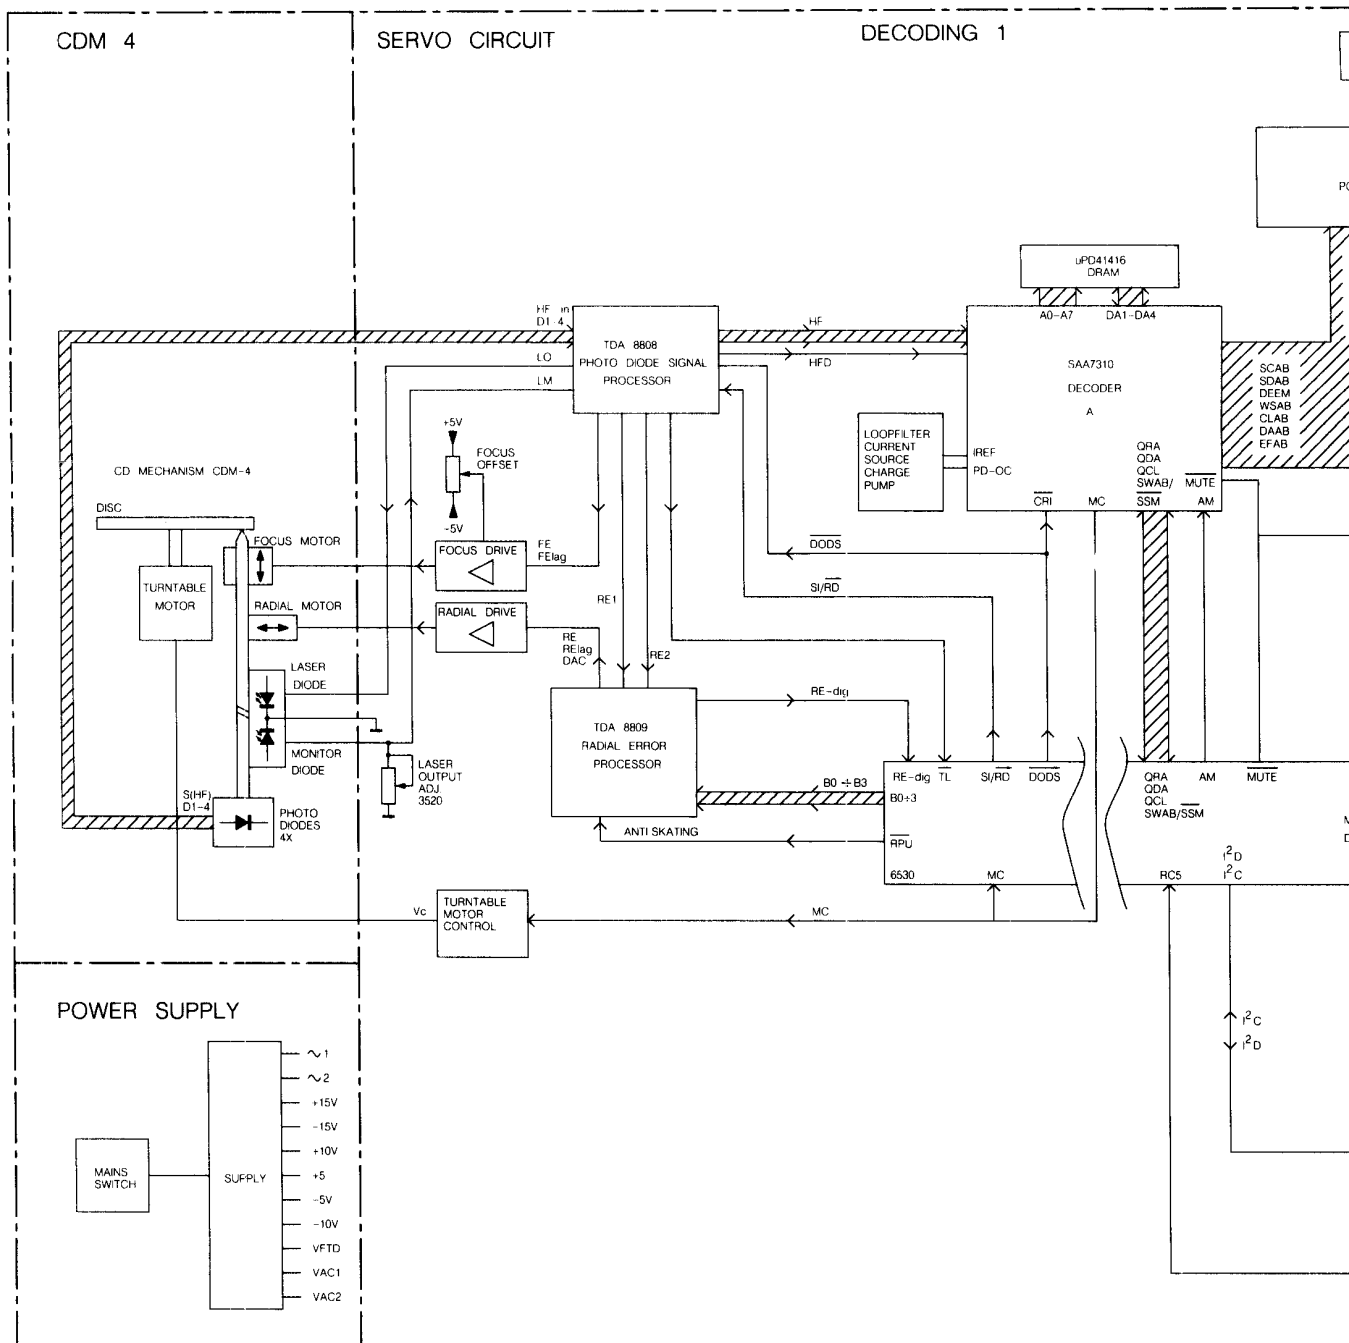 CDM 4
SERVO CIRCUIT
DECODING 1
uPD41416
DRAM
A0-A7
DA1-DA4
HF in
D1-4
LO
LM
TDA 8808
PHOTO DIODE SIGNAL
PROCESSOR
HF
HFD
SAA7310
DECODER
A
SCAB
SDAB
DEEM
WSAB
CLAB
DAAB
EFAB
LOOPFILTER
CURRENT
SOURCE
CHARGE
PUMP
IREF
PD-OC
QRA
QDA
QCL
SWAB/
SSM
MUTE
CRI
MC
AM
+5V
FOCUS
OFFSET
-5V
CD MECHANISM CDM-4
DISC
FOCUS MOTOR
FOCUS DRIVE
FE
FElag
DODS
TURNTABLE
MOTOR
RADIAL MOTOR
RADIAL DRIVE
RE
RElag
DAC
RE1
RE2
SI/RD
LASER
DIODE
MONITOR
DIODE
LASER
OUTPUT
ADJ.
3520
TDA 8809
RADIAL ERROR
PROCESSOR
RE-dig
S(HF)
D1-4
PHOTO
DIODES
4X
B0 ÷ B3
ANTI SKATING
RE-dig
TL
SI/RD
DODS
B0÷3
RPU
6530
MC
QRA
QDA
QCL
SWAB/SSM
AM
MUTE
RC5
I²D
I²C
Vc
TURNTABLE
MOTOR
CONTROL
MC
I²C
I²D
POWER SUPPLY
MAINS
SWITCH
SUPPLY
~1
~2
+15V
-15V
+10V
+5
-5V
-10V
VFTD
VAC1
VAC2